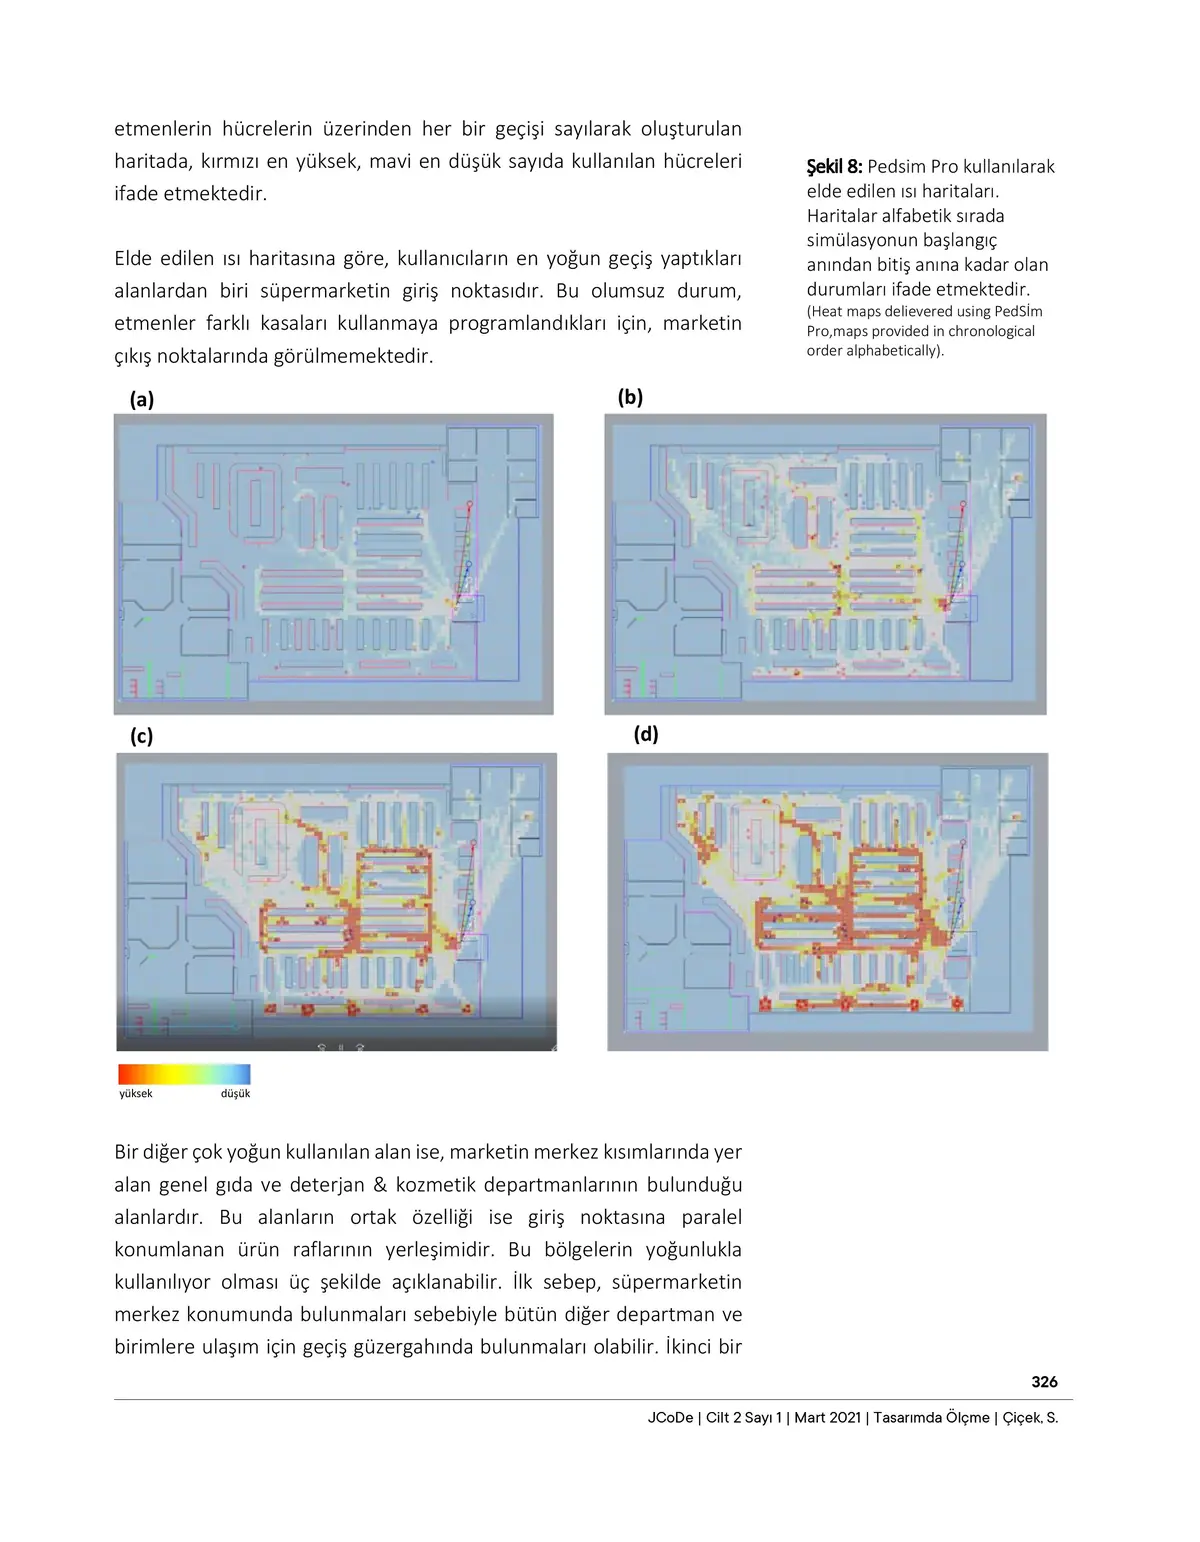 etmenlerin hücrelerin üzerinden her bir geçişi sayılarak oluşturulan
haritada, kırmızı en yüksek, mavi en düşük sayıda kullanılan hücreleri
ifade etmektedir.
Elde edilen ısı haritasına göre, kullanıcıların en yoğun geçiş yaptıkları
alanlardan biri süpermarketin giriş noktasıdır. Bu olumsuz durum,
etmenler farklı kasaları kullanmaya programlandıkları için, marketin
çıkış noktalarında görülmemektedir.
Şekil 8: Pedsim Pro kullanılarak
elde edilen ısı haritaları.
Haritalar alfabetik sırada
simülasyonun başlangıç
anından bitiş anına kadar olan
durumları ifade etmektedir.
(Heat maps delievered using PedSİm
Pro,maps provided in chronological
order alphabetically).
(a)
(b)
(c)
(d)
yüksek
düşük
Bir diğer çok yoğun kullanılan alan ise, marketin merkez kısımlarında yer
alan genel gıda ve deterjan & kozmetik departmanlarının bulunduğu
alanlardır. Bu alanların ortak özelliği ise giriş noktasına paralel
konumlanan ürün raflarının yerleşimidir. Bu bölgelerin yoğunlukla
kullanılıyor olması üç şekilde açıklanabilir. İlk sebep, süpermarketin
merkez konumunda bulunmaları sebebiyle bütün diğer departman ve
birimlere ulaşım için geçiş güzergahında bulunmaları olabilir. İkinci bir
326
JCoDe | Cilt 2 Sayı 1 | Mart 2021 | Tasarımda Ölçme | Çiçek, S.